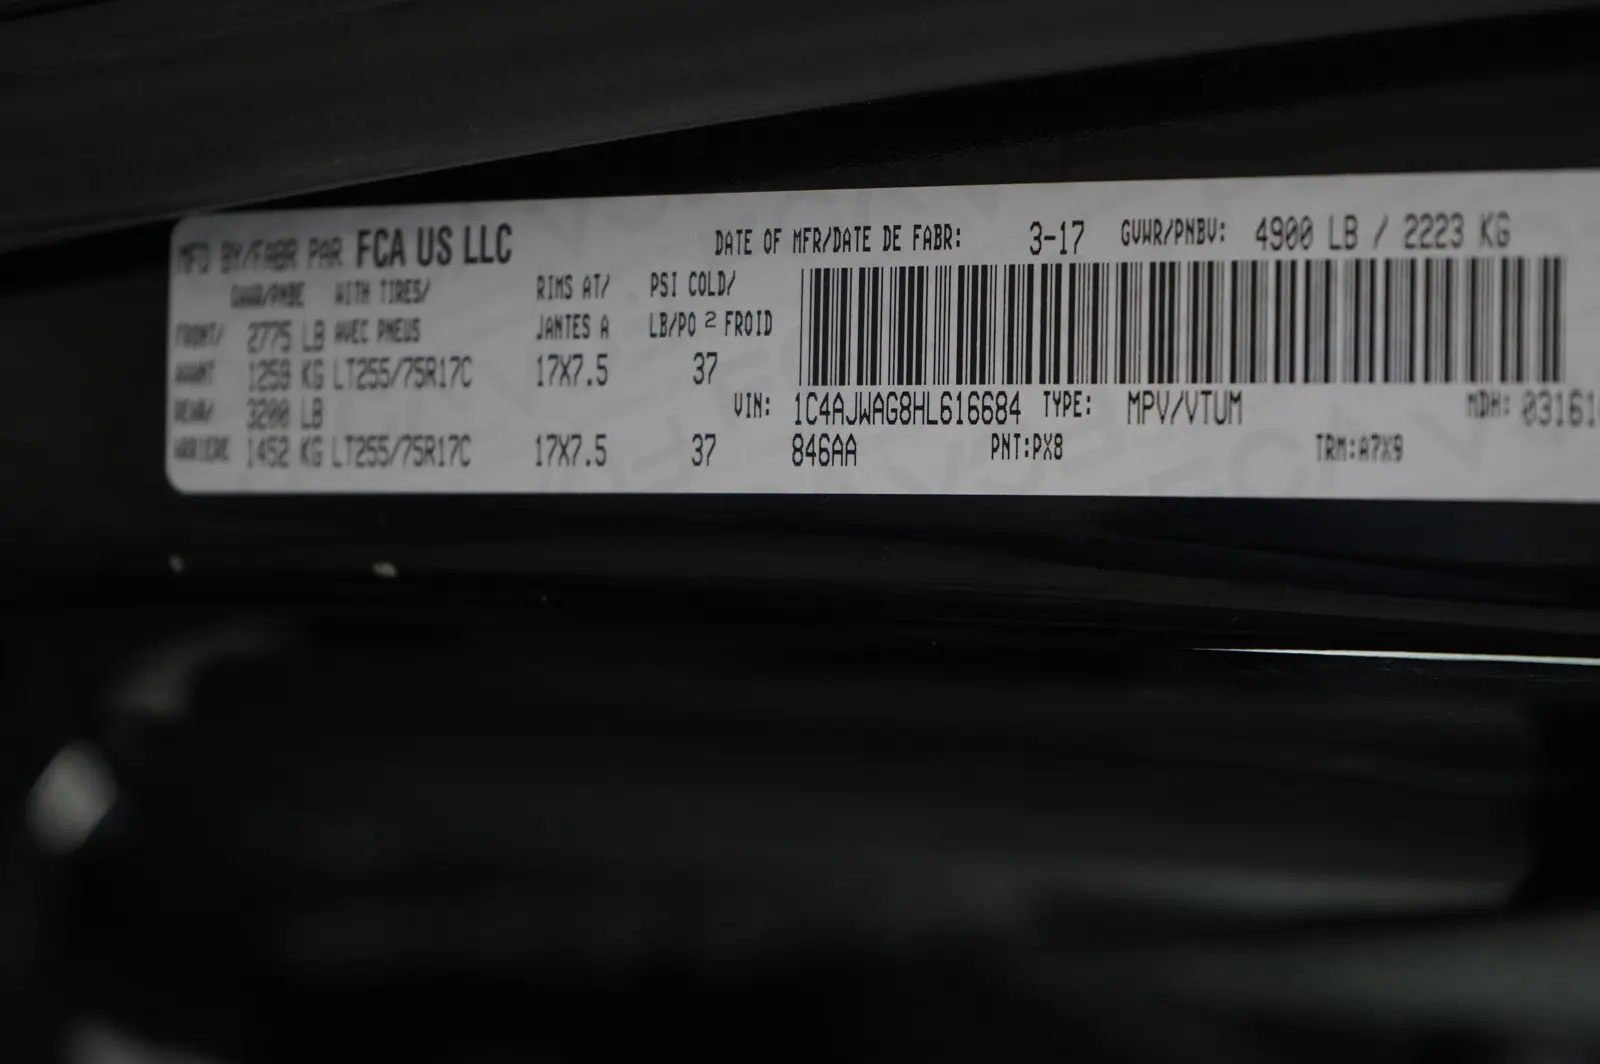 MFD BY/FABR PAR FCA US LLC DATE OF MFR/DATE DE FABR: 3-17 GVWR/PNBV: 4900 LB / 2223 KG
GAWR/PNBE WITH TIRES/ RIMS AT/ PSI COLD/
FRONT/ 2775 LB AVEC PNEUS JANTES A LB/PO 2 FROID
AVANT 1259 KG LT255/75R17C 17X7.5 37
REAR/ 3200 LB VIN: 1C4AJWAG8HL616684 TYPE: MPV/VTUM MDH: 03161
ARRIERE 1452 KG LT255/75R17C 17X7.5 37 846AA PNT:PX8 TRM:A7X9